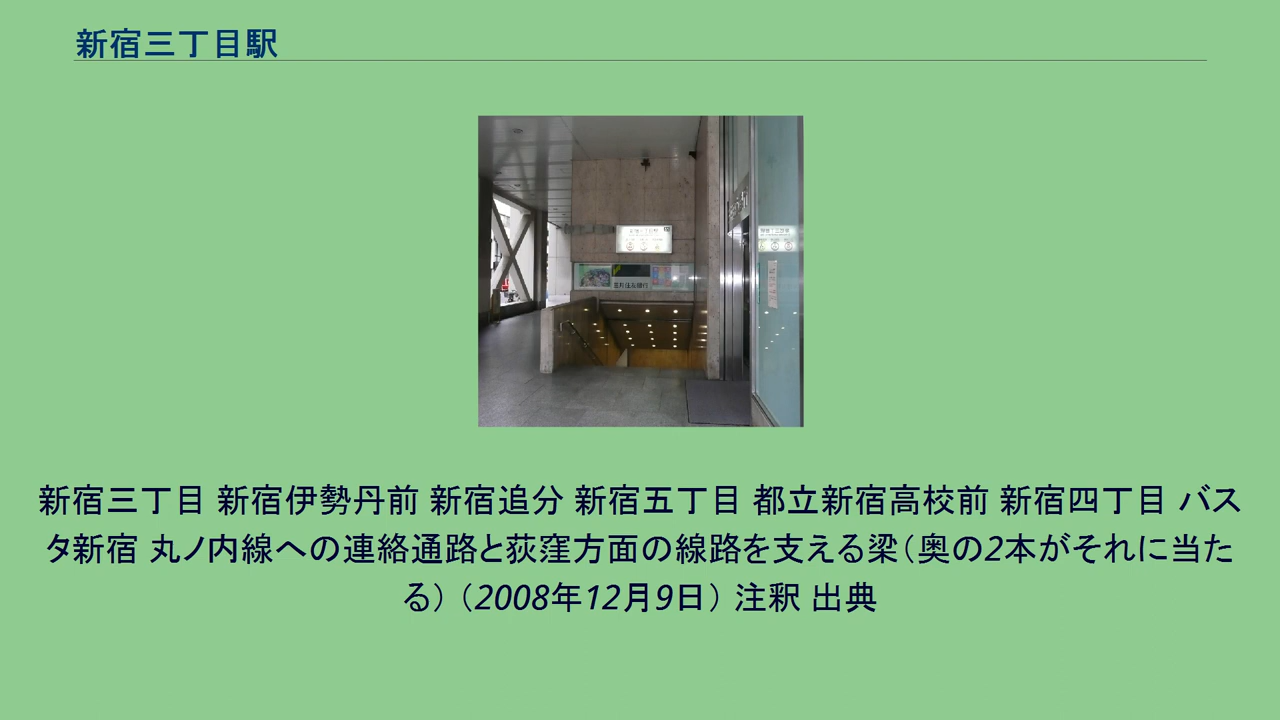 新宿三丁目駅
新宿三丁目 新宿伊勢丹前 新宿追分 新宿五丁目 都立新宿高校前 新宿四丁目 バス
タ新宿 丸ノ内線への連絡通路と荻窪方面の線路を支える梁（奥の2本がそれに当た
る）（2008年12月9日） 注釈 出典